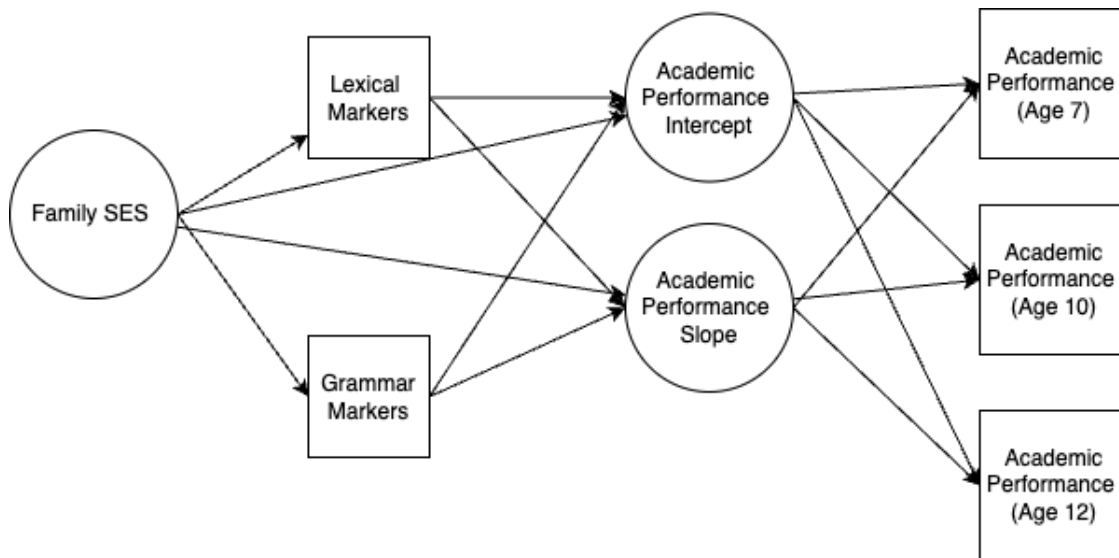 Family SES
Lexical
Markers
Grammar
Markers
Academic
Performance
Intercept
Academic
Performance
Slope
Academic
Performance
(Age 7)
Academic
Performance
(Age 10)
Academic
Performance
(Age 12)